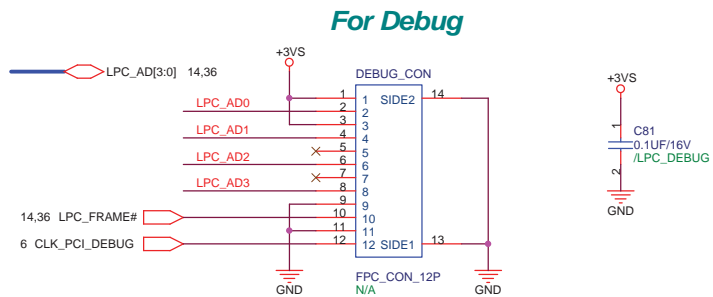 For Debug
+3VS
LPC_AD[3:0] 14,36
DEBUG_CON
+3VS
1 1 SIDE2 14
LPC_AD0 2 2
3 3
LPC_AD1 4 4
5 5
LPC_AD2 6 6
7 7
LPC_AD3 8 8
9 9
14,36 LPC_FRAME# 10 10
11 11
6 CLK_PCI_DEBUG 12 12 SIDE1 13
1
C81
0.1UF/16V
/LPC_DEBUG
2
GND
FPC_CON_12P
N/A
GND
GND